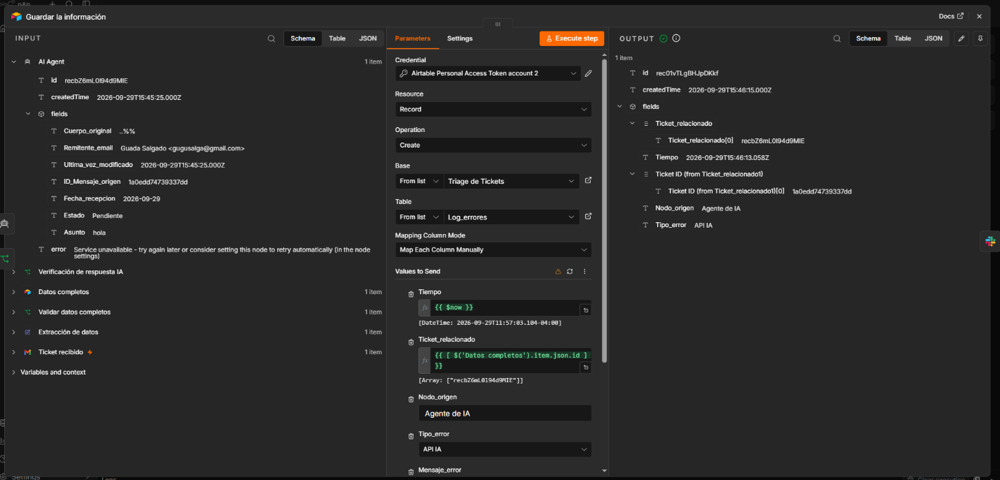 n8n
Guardar la información
Docs
INPUT
Schema
Table
JSON
AI Agent
1 item
id recbZ6mL0I94d9MIE
createdTime 2026-09-29T15:45:25.000Z
fields
Cuerpo_original ..%%
Remitente_email Guada Salgado <gugusalga@gmail.com>
Ultima_vez_modificado 2026-09-29T15:45:25.000Z
ID_Mensaje_origen 1a0edd74739337dd
Fecha_recepcion 2026-09-29
Estado Pendiente
Asunto hola
error Service unavailable - try again later or consider setting this node to retry automatically (in the node
settings)
Verificación de respuesta IA
Datos completos 1 item
Validar datos completos 1 item
Extracción de datos 1 item
Ticket recibido 1 item
Variables and context
Parameters
Settings
Execute step
Credential
Airtable Personal Access Token account 2
Resource
Record
Operation
Create
Base
From list
Triage de Tickets
Table
From list
Log_errores
Mapping Column Mode
Map Each Column Manually
Values to Send
Tiempo
fx {{ $now }}
[DateTime: 2026-09-29T11:57:03.104-04:00]
Ticket_relacionado
fx {{ [ $('Datos completos').item.json.id ]
}}
[Array: ["recbZ6mL0l94d9MIE"]]
Nodo_origen
Agente de IA
Tipo_error
API IA
Mensaje_error
OUTPUT
Schema
Table
JSON
1 item
id rec01vTLgBHJpDKkf
createdTime 2026-09-29T15:46:15.000Z
fields
Ticket_relacionado
Ticket_relacionado[0] recbZ6mL0I94d9MIE
Tiempo 2026-09-29T15:46:13.058Z
Ticket ID (from Ticket_relacionado1)
Ticket ID (from Ticket_relacionado1)[0] 1a0edd74739337dd
Nodo_origen Agente de IA
Tipo_error API IA
Settings
Logs
Clear execution